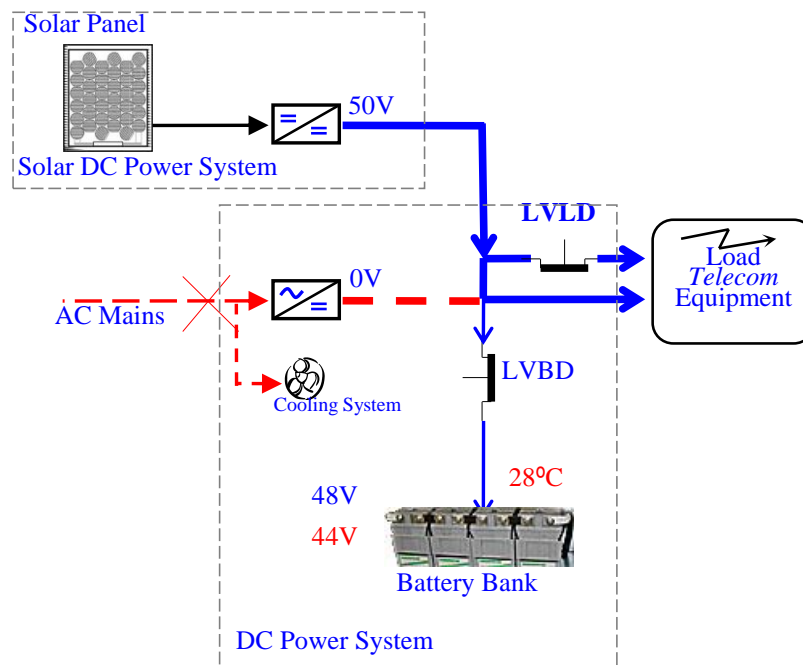 Solar Panel
50V
Solar DC Power System
LVLD
Load
Telecom
Equipment
0V
AC Mains
LVBD
Cooling System
28⁰C
48V
44V
Battery Bank
DC Power System